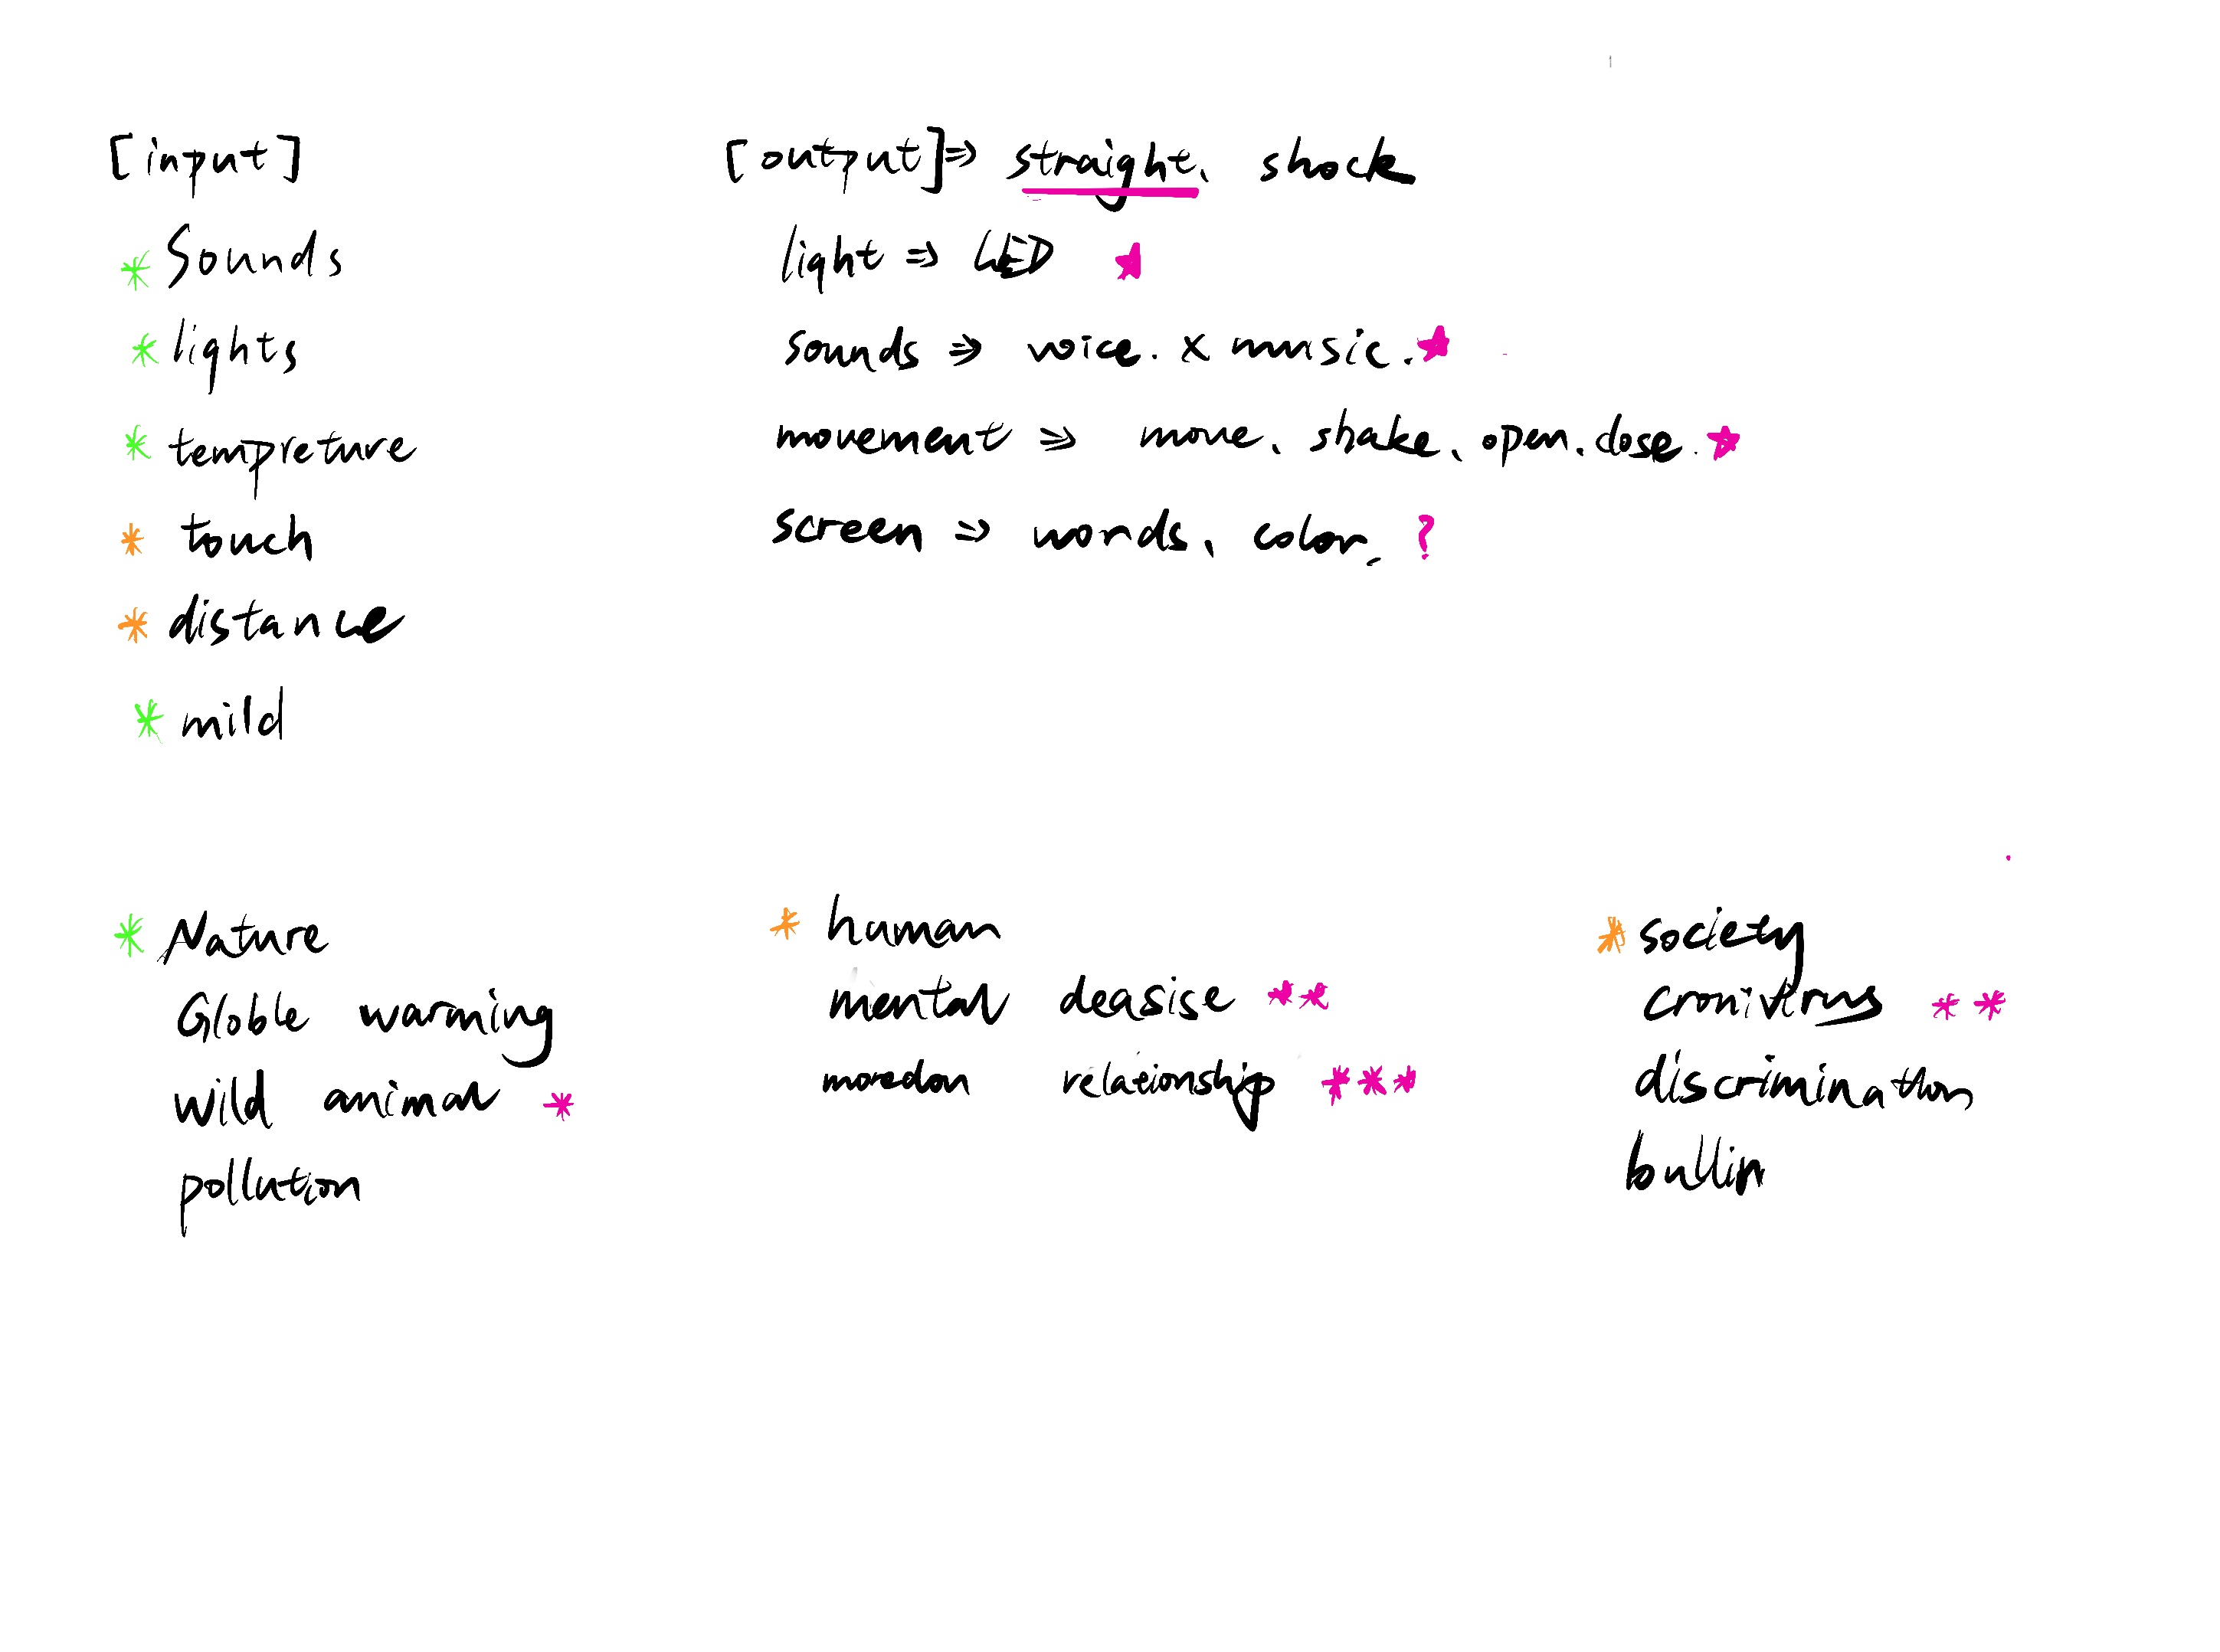 [input]
* Sounds
* lights
* tempreture
* touch
* distance
* mild
[output] ⇒ straight、 shock
light ⇒ LED ★
sounds ⇒ voice. x music. ★
movement ⇒ move、shake、open.close. ★
screen ⇒ words、color、?
* Nature
Globle warming
wild animal *
pollution
* human
mental deasise **
moredon relationship ***
* society
cronivirus **
discrimination
bullin